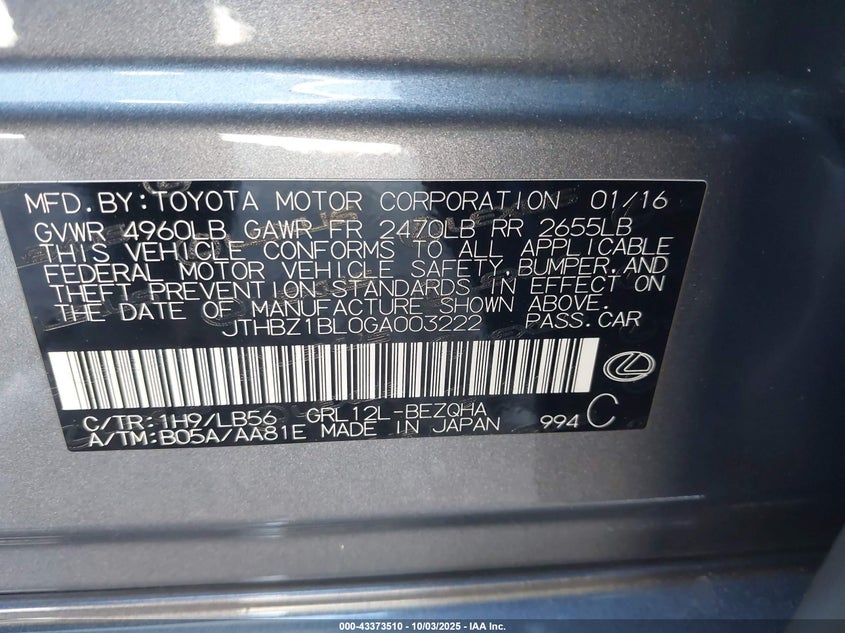 MFD.BY:TOYOTA MOTOR CORPORATION 01/16
GVWR 4960LB GAWR FR 2470LB RR 2655LB
THIS VEHICLE CONFORMS TO ALL APPLICABLE
FEDERAL MOTOR VEHICLE SAFETY,BUMPER,AND
THEFT PREVENTION STANDARDS IN EFFECT ON
THE DATE OF MANUFACTURE SHOWN ABOVE.
JTHBZ1BL0GA003222 PASS.CAR
C/TR:1H9/LB56 GRL12L-BEZQHA
A/TM:B05A/AA81E MADE IN JAPAN 994 C
000-43373510 - 10/03/2025 - IAA Inc.